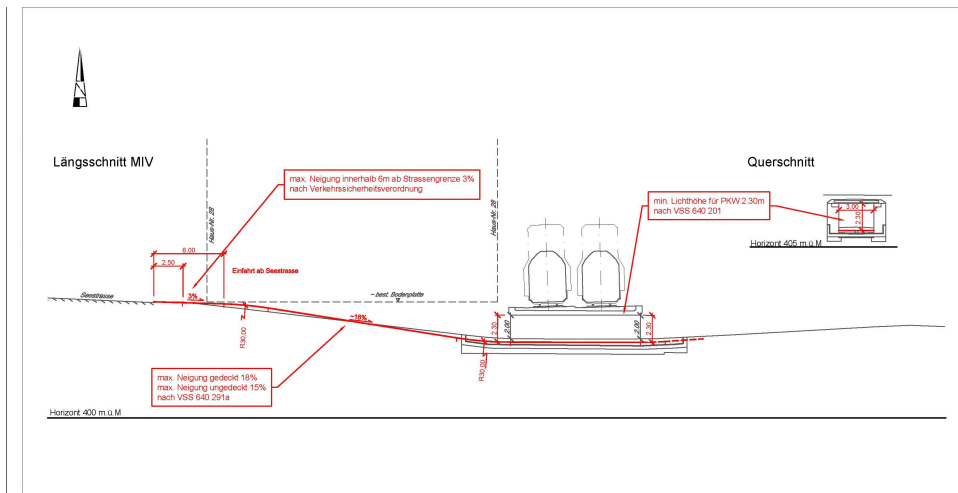 N
Längsschnitt MIV
Querschnitt
max. Neigung innerhalb 6m ab Strassengrenze 3%
nach Verkehrssicherheitsverordnung
min. Lichthöhe für PKW 2.30m
nach VSS 640 201
3.00
2.30
Horizont 405 m.ü.M
Haus-Nr. 28
Haus-Nr. 28
6.00
2.50
Einfahrt ab Seestrasse
Seestrasse
3%
best. Bodenplatte
R30.00
~16%
2.30
2.00
2.00
2.30
R30.00
max. Neigung gedeckt 18%
max. Neigung ungedeckt 15%
nach VSS 640 291a
Horizont 400 m.ü.M